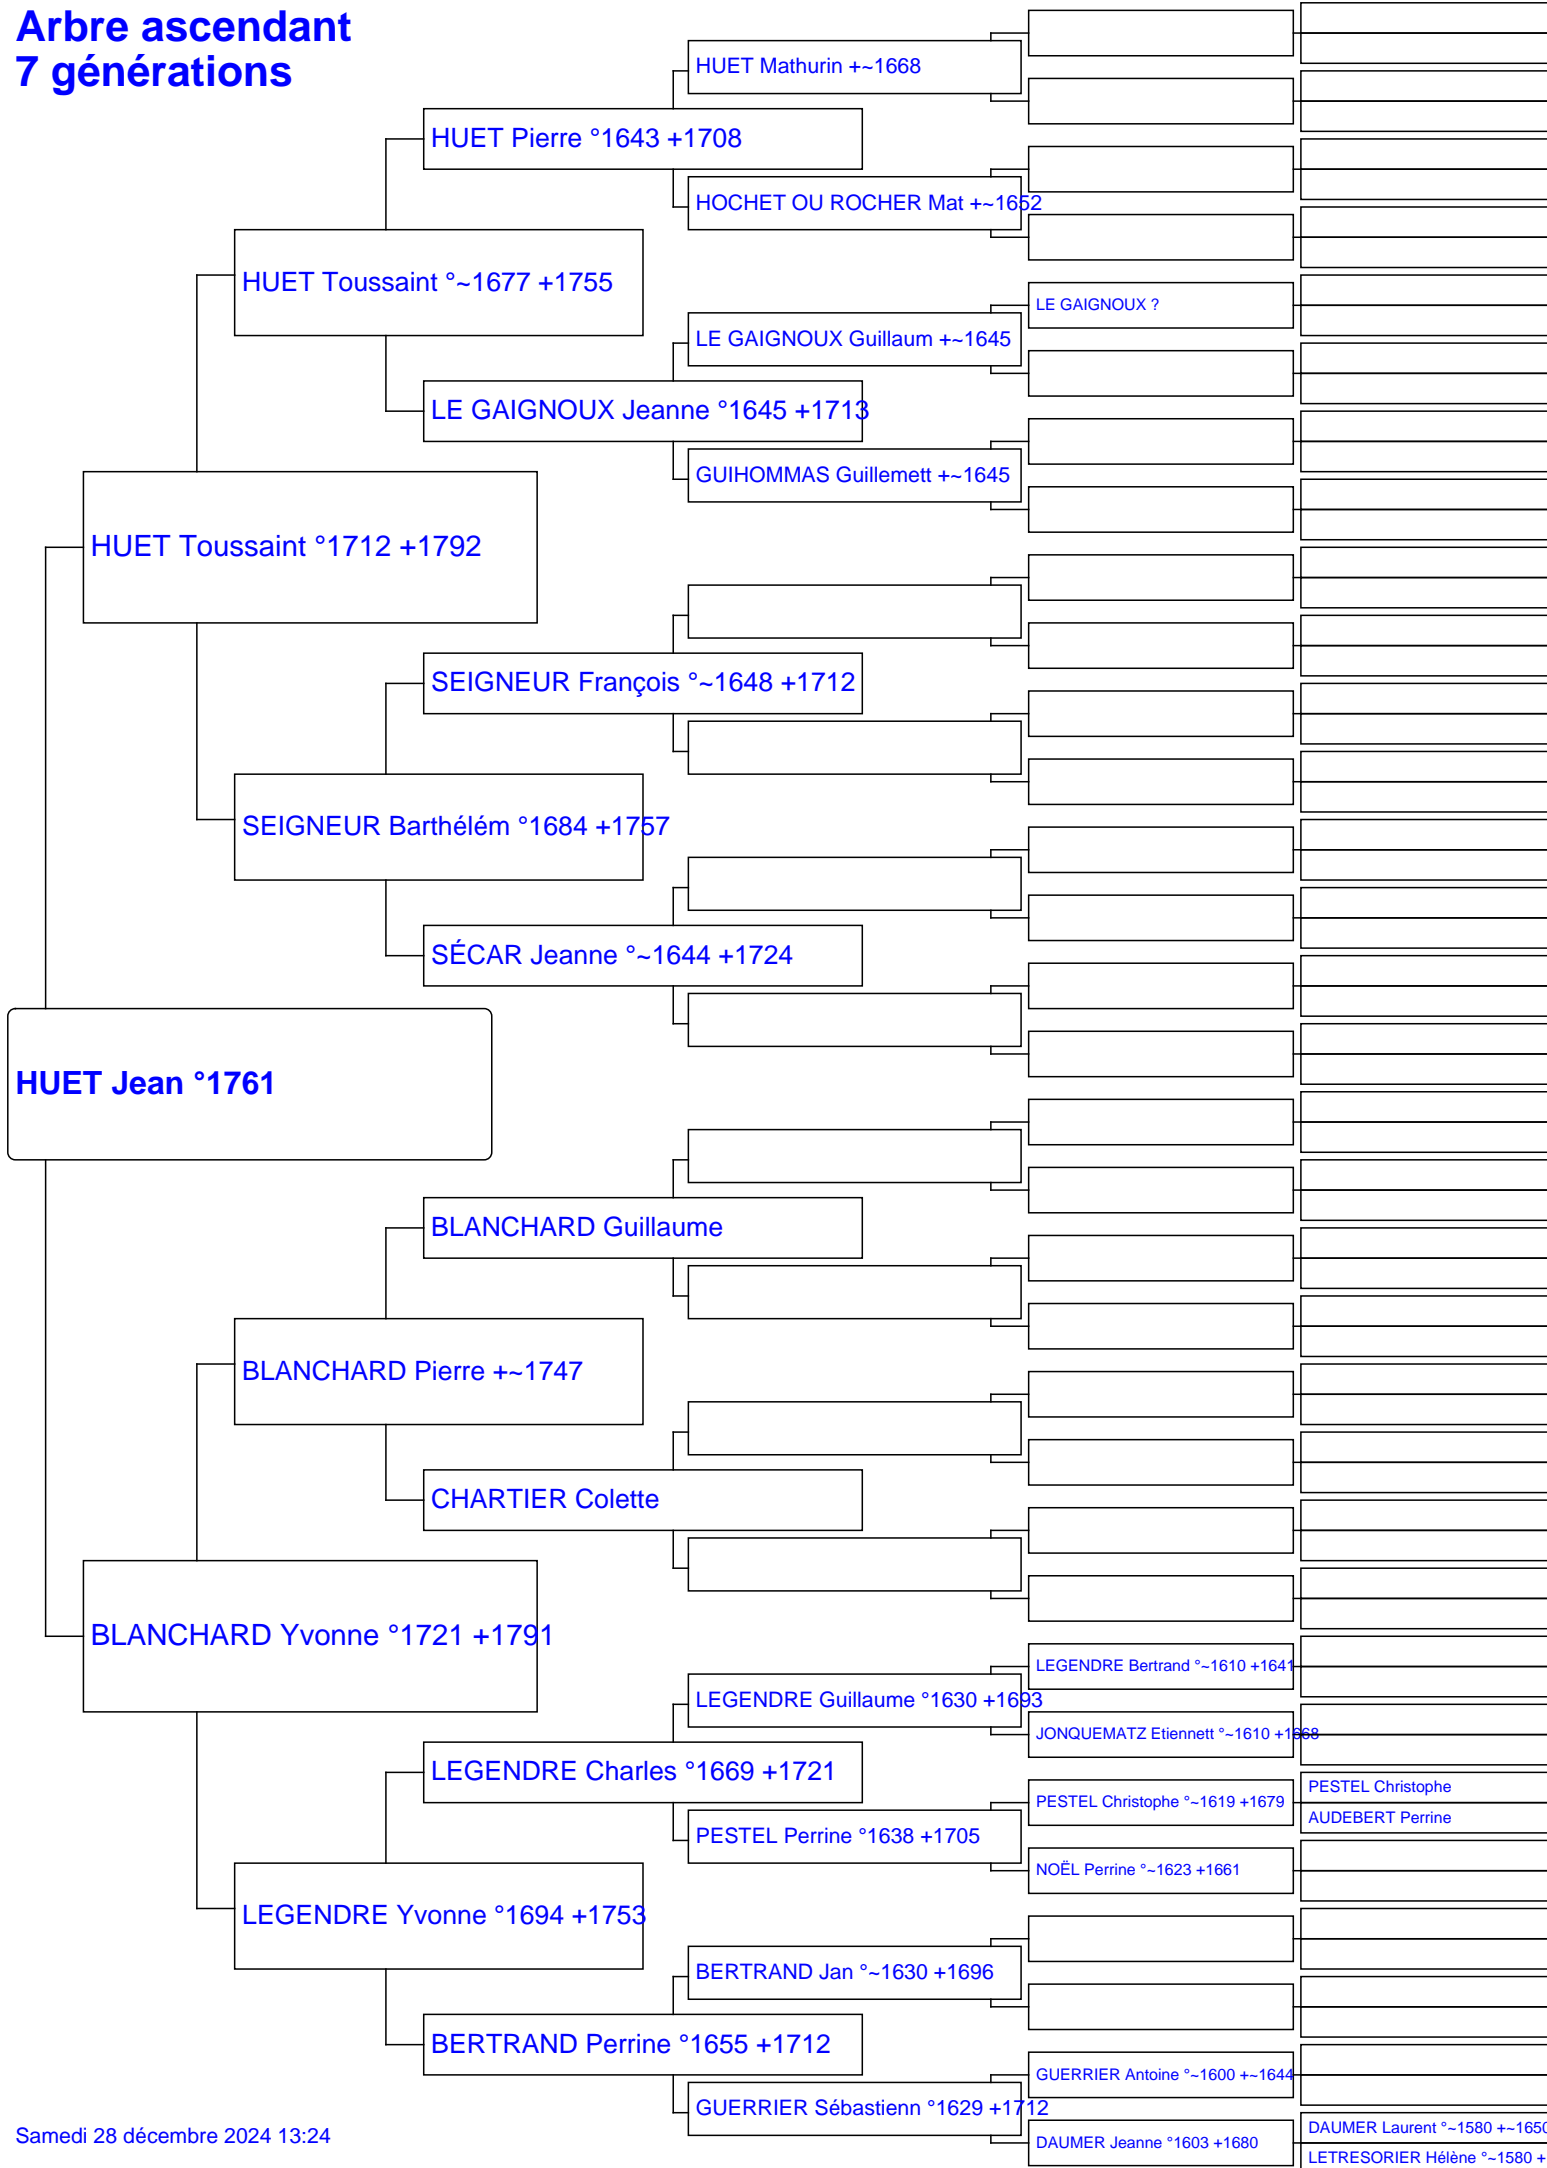 Arbre ascendant
7 générations
HUET Mathurin +~1668
HUET Pierre °1643 +1708
HOCHET OU ROCHER Mat +~1652
HUET Toussaint °~1677 +1755
LE GAIGNOUX ?
LE GAIGNOUX Guillaum +~1645
LE GAIGNOUX Jeanne °1645 +1713
GUIHOMMAS Guillemett +~1645
HUET Toussaint °1712 +1792
SEIGNEUR François °~1648 +1712
SEIGNEUR Barthélém °1684 +1757
SÉCAR Jeanne °~1644 +1724
HUET Jean °1761
BLANCHARD Guillaume
BLANCHARD Pierre +~1747
CHARTIER Colette
BLANCHARD Yvonne °1721 +1791
LEGENDRE Bertrand °~1610 +1641
LEGENDRE Guillaume °1630 +1693
JONQUEMATZ Etiennett °~1610 +1668
LEGENDRE Charles °1669 +1721
PESTEL Christophe
PESTEL Christophe °~1619 +1679
AUDEBERT Perrine
PESTEL Perrine °1638 +1705
NOËL Perrine °~1623 +1661
LEGENDRE Yvonne °1694 +1753
BERTRAND Jan °~1630 +1696
BERTRAND Perrine °1655 +1712
GUERRIER Antoine °~1600 +~1644
GUERRIER Sébastienn °1629 +1712
DAUMER Laurent °~1580 +~1650
DAUMER Jeanne °1603 +1680
LETRESORIER Hélène °~1580 +
Samedi 28 décembre 2024 13:24